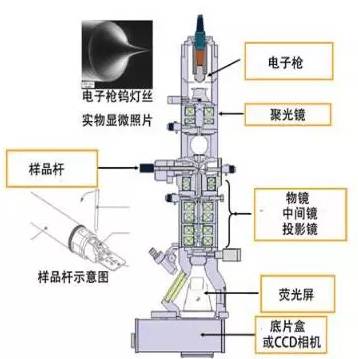 电子枪
电子枪钨灯丝
实物显微照片
聚光镜
样品杆
物镜
中间镜
投影镜
样品杆示意图
荧光屏
底片盒
或CCD相机